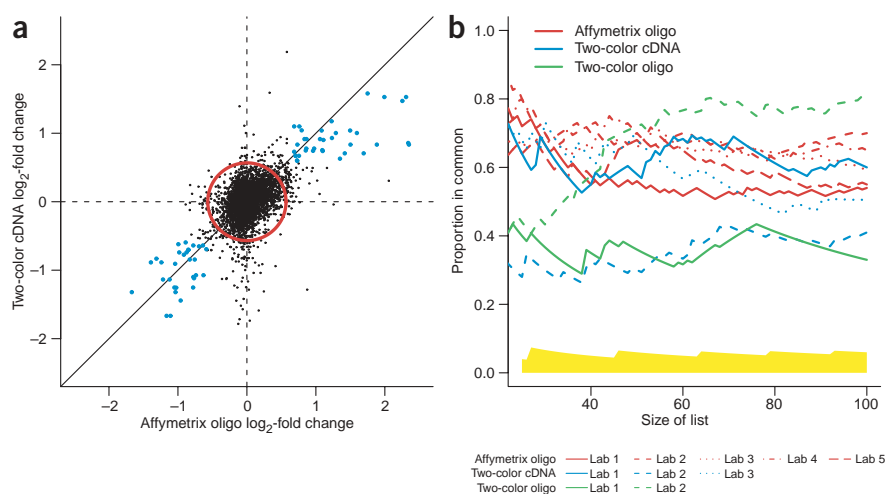 a
Two-color cDNA log2-fold change
2
1
0
–1
–2
–2
–1
0
1
2
Affymetrix oligo log2-fold change
b
Affymetrix oligo
Two-color cDNA
Two-color oligo
Proportion in common
1.0
0.8
0.6
0.4
0.2
0.0
40
60
80
100
Size of list
Affymetrix oligo Lab 1 Lab 2 Lab 3 Lab 4 Lab 5
Two-color cDNA Lab 1 Lab 2 Lab 3
Two-color oligo Lab 1 Lab 2